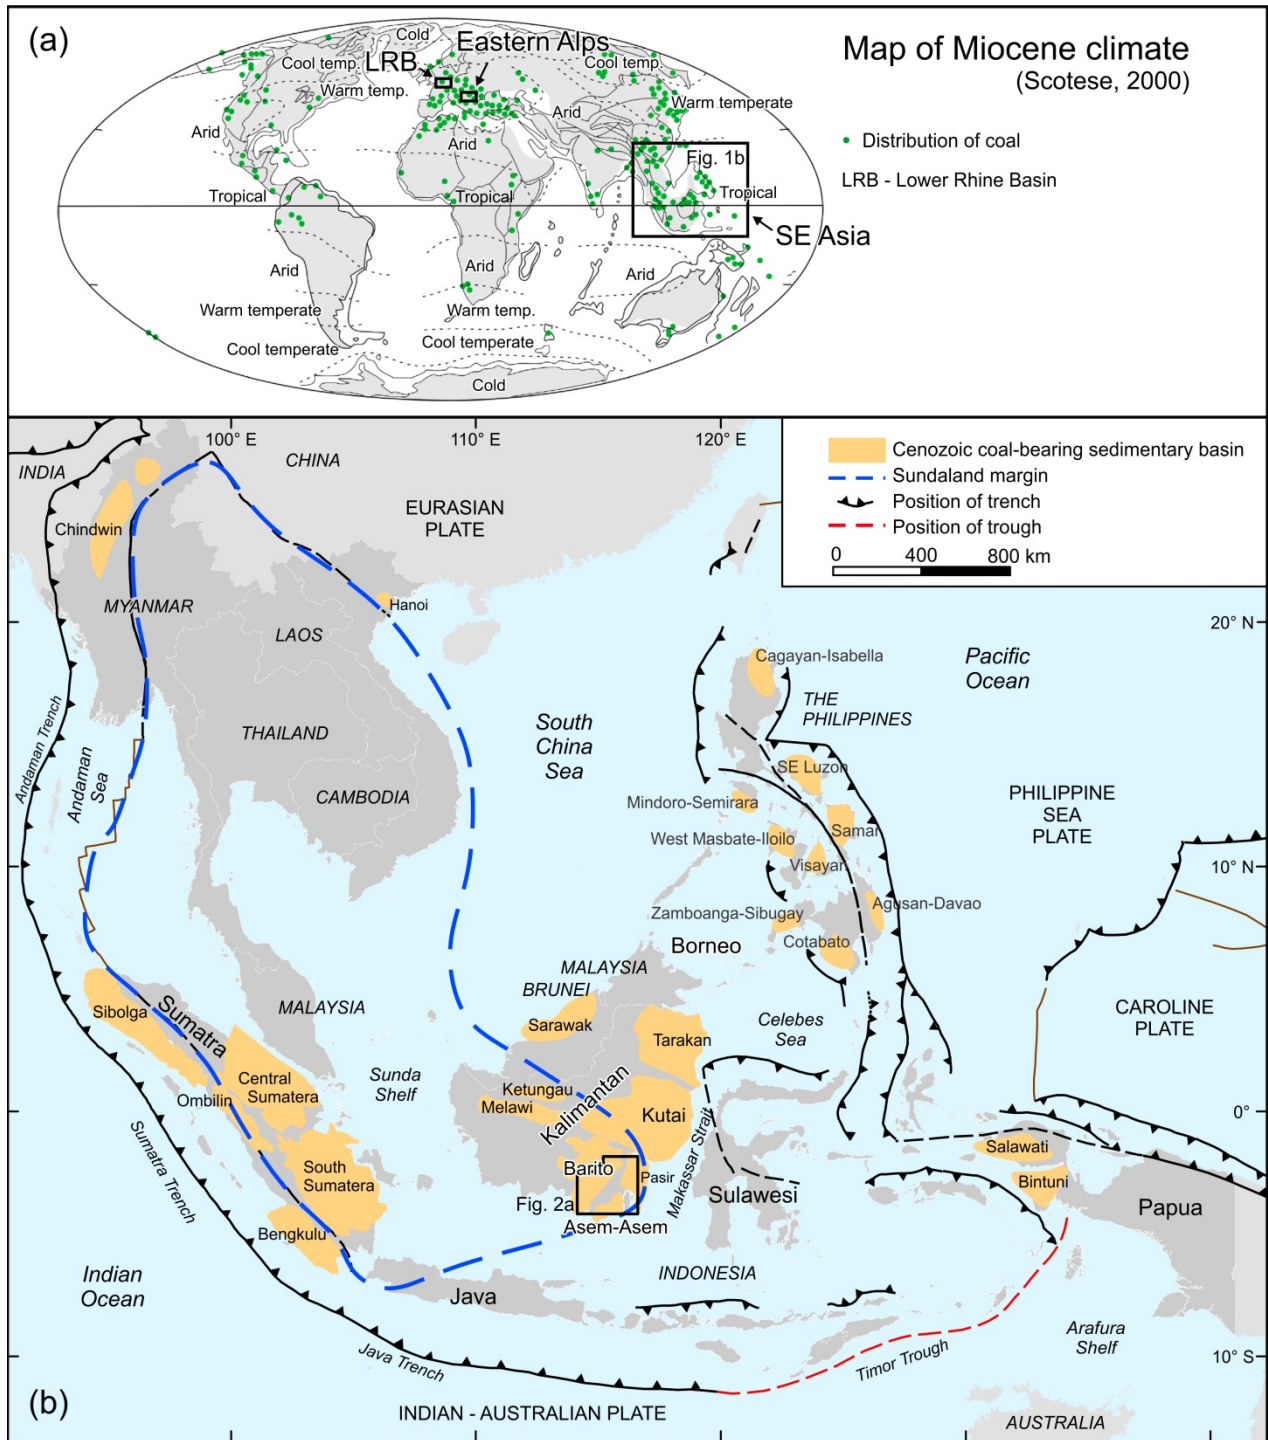 (a)
Map of Miocene climate
(Scotese, 2000)
Distribution of coal
LRB - Lower Rhine Basin
Cold
Eastern Alps
Cool temp.
LRB
Cool temp.
Warm temp.
Warm temperate
Arid
Arid
Arid
Fig. 1b
Tropical
Tropical
Tropical
SE Asia
Arid
Arid
Arid
Warm temperate
Warm temp.
Cool temperate
Cool temperate
Cold
100° E
110° E
120° E
Cenozoic coal-bearing sedimentary basin
Sundaland margin
Position of trench
Position of trough
0 400 800 km
INDIA
CHINA
EURASIAN
PLATE
Chindwin
MYANMAR
Hanoi
LAOS
20° N
Cagayan-Isabella
Pacific
Ocean
THE
PHILIPPINES
Andaman Trench
Andaman
Sea
THAILAND
South
China
Sea
CAMBODIA
SE Luzon
Mindoro-Semirara
PHILIPPINE
SEA
PLATE
West Masbate-Iloilo
Samar
Visayan
10° N
Zamboanga-Sibugay
Agusan-Davao
Borneo
Cotabato
MALAYSIA
BRUNEI
MALAYSIA
Sibolga
Sumatra
Sarawak
Tarakan
Celebes
Sea
CAROLINE
PLATE
Sunda
Shelf
Central
Sumatera
Ombilin
Ketungau
Melawi
Kalimantan
Kutai
Makassar Strait
0°
Salawati
Sumatra Trench
South
Sumatera
Barito
Pasir
Bintuni
Sulawesi
Papua
Fig. 2a
Asem-Asem
Bengkulu
Indian
Ocean
INDONESIA
Java
Java Trench
Timor Trough
Arafura
Shelf
10° S
(b)
INDIAN - AUSTRALIAN PLATE
AUSTRALIA